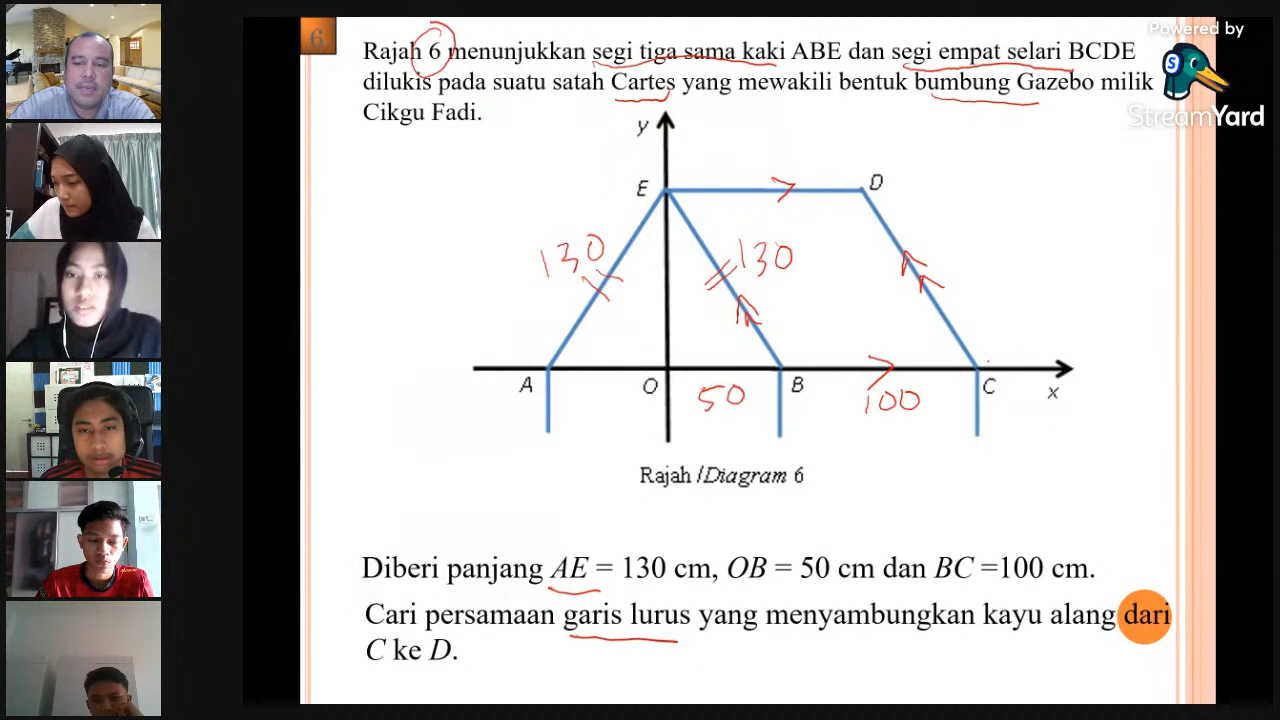 6
Rajah 6 menunjukkan segi tiga sama kaki ABE dan segi empat selari BCDE
dilukis pada suatu satah Cartes yang mewakili bentuk bumbung Gazebo milik
Cikgu Fadi.
Powered by
S
StreamYard
y
E
D
130
130
A
O
B
C
x
50
100
Rajah /Diagram 6
Diberi panjang AE = 130 cm, OB = 50 cm dan BC =100 cm.
Cari persamaan garis lurus yang menyambungkan kayu alang dari
C ke D.